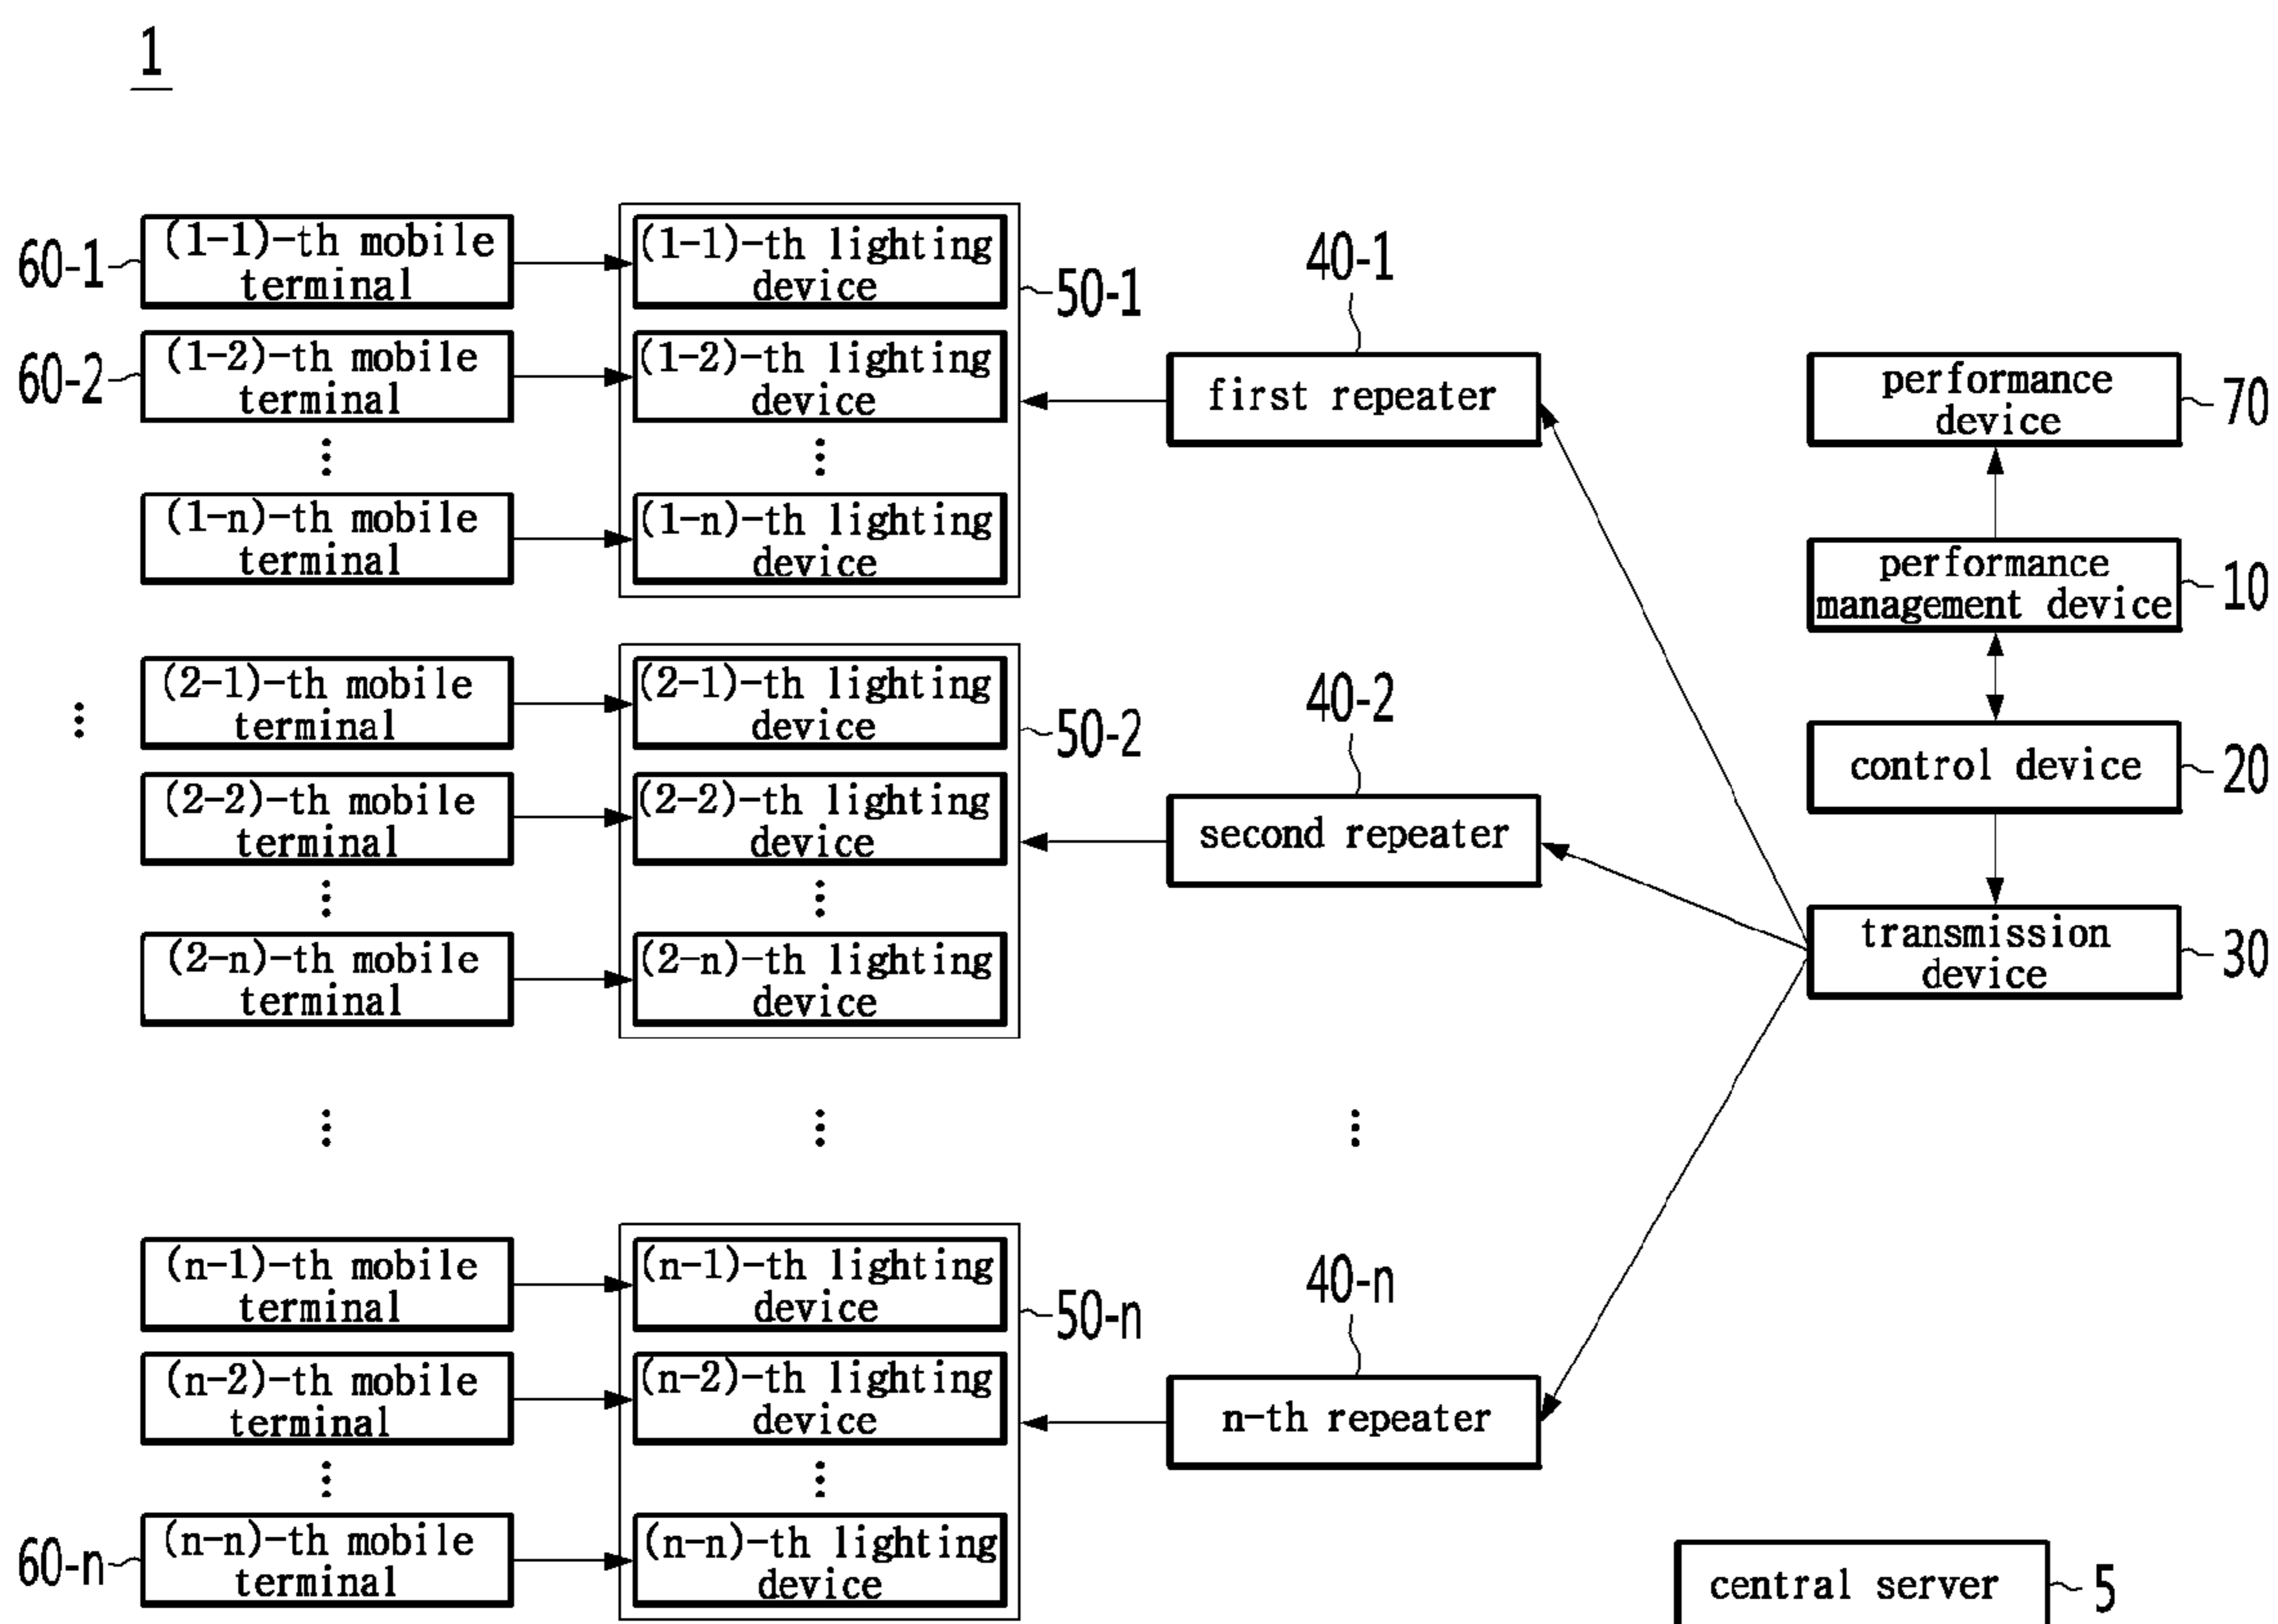 1
60-1
(1-1)-th mobile
terminal
(1-1)-th lighting
device
50-1
60-2
(1-2)-th mobile
terminal
(1-2)-th lighting
device
(1-n)-th mobile
terminal
(1-n)-th lighting
device
40-1
first repeater
performance
device
70
performance
management device
10
control device
20
transmission
device
30
(2-1)-th mobile
terminal
(2-1)-th lighting
device
50-2
(2-2)-th mobile
terminal
(2-2)-th lighting
device
(2-n)-th mobile
terminal
(2-n)-th lighting
device
40-2
second repeater
(n-1)-th mobile
terminal
(n-1)-th lighting
device
50-n
(n-2)-th mobile
terminal
(n-2)-th lighting
device
60-n
(n-n)-th mobile
terminal
(n-n)-th lighting
device
40-n
n-th repeater
central server
5